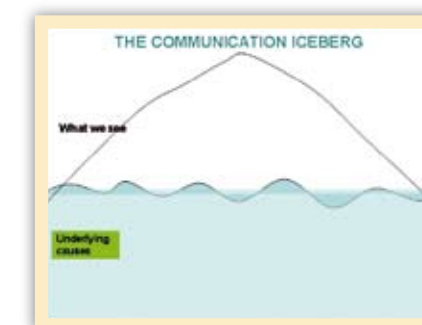 THE COMMUNICATION ICEBERG
What we see
Underlying
causes